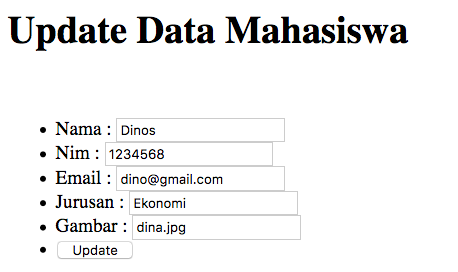 Update Data Mahasiswa
Nama : Dinos
Nim : 1234568
Email : dino@gmail.com
Jurusan : Ekonomi
Gambar : dina.jpg
Update